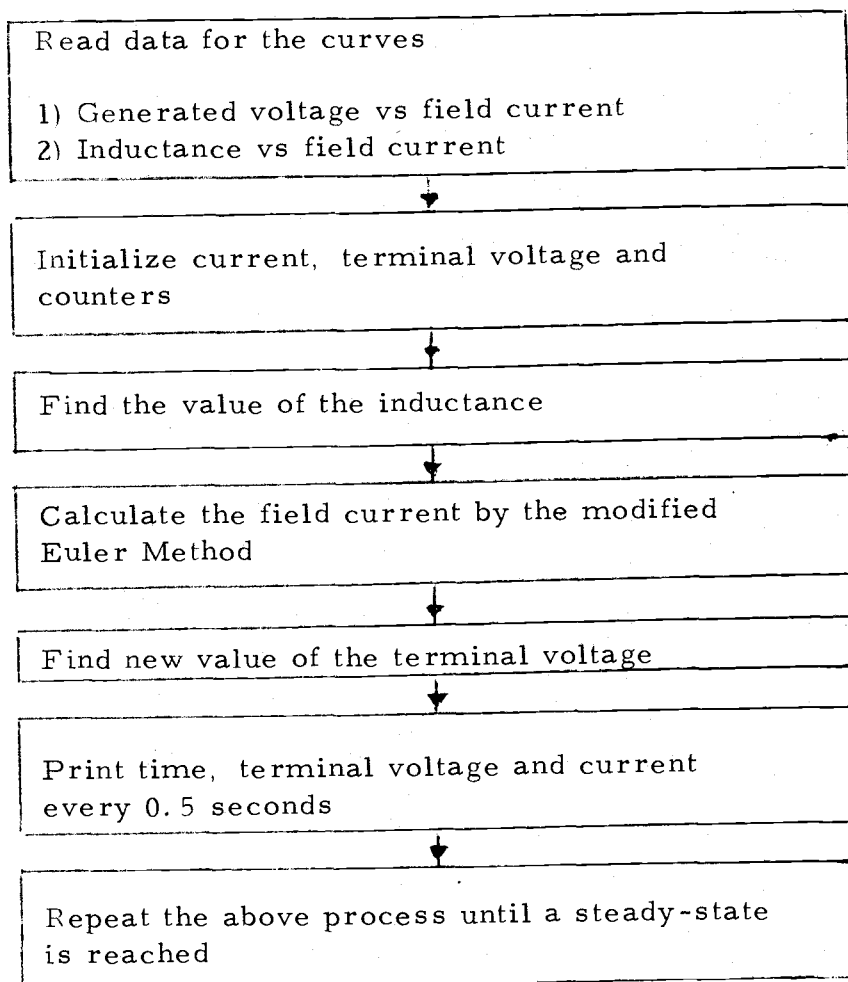 Read data for the curves
1) Generated voltage vs field current
2) Inductance vs field current
Initialize current, terminal voltage and
counters
Find the value of the inductance
Calculate the field current by the modified
Euler Method
Find new value of the terminal voltage
Print time, terminal voltage and current
every 0.5 seconds
Repeat the above process until a steady-state
is reached